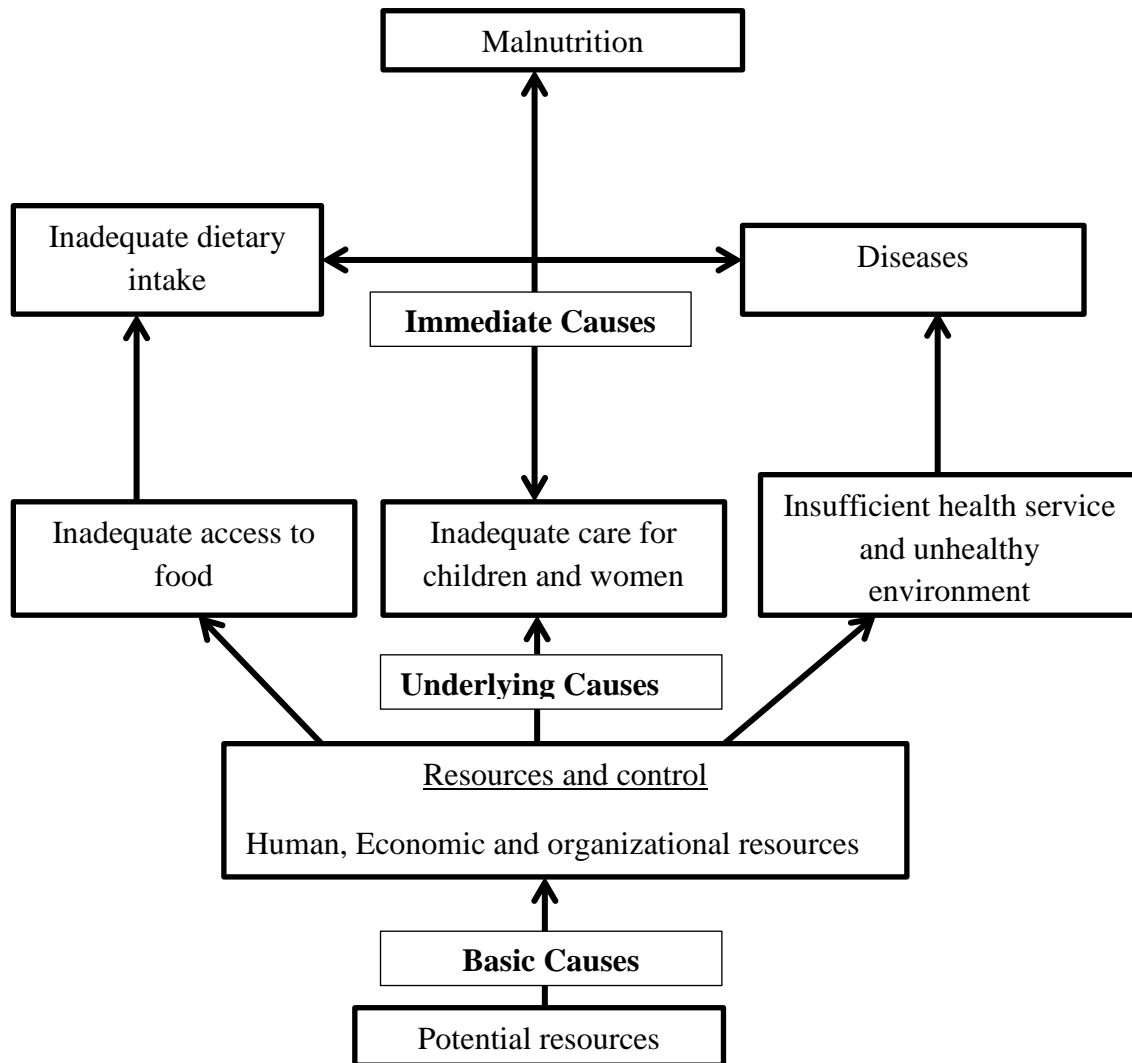 Malnutrition
Inadequate dietary
intake
Diseases
Immediate Causes
Inadequate access to
food
Inadequate care for
children and women
Insufficient health service
and unhealthy
environment
Underlying Causes
Resources and control
Human, Economic and organizational resources
Basic Causes
Potential resources